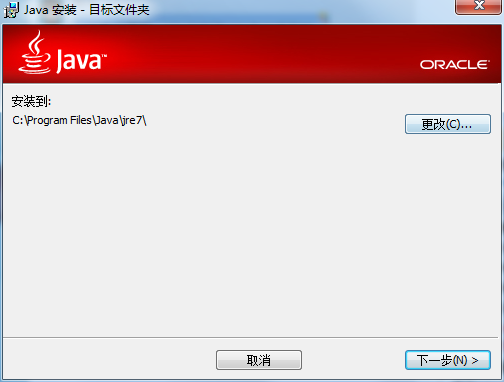 Java 安装 - 目标文件夹
Java™
ORACLE®
安装到:
C:\Program Files\Java\jre7\
更改(C)...
取消
下一步(N) >